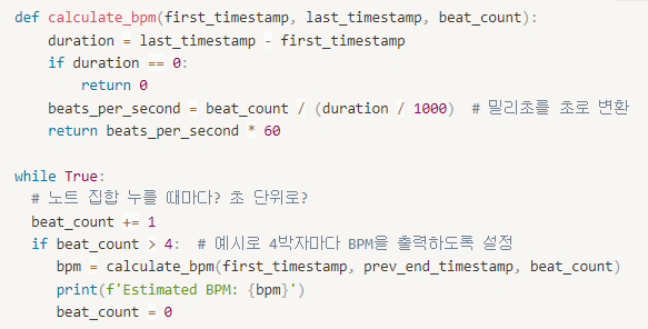 def calculate_bpm(first_timestamp, last_timestamp, beat_count):
    duration = last_timestamp - first_timestamp
    if duration == 0:
        return 0
    beats_per_second = beat_count / (duration / 1000)  # 밀리초를 초로 변환
    return beats_per_second * 60

while True:
  # 노트 집합 누를 때마다? 초 단위로?
  beat_count += 1
  if beat_count > 4:  # 예시로 4박자마다 BPM을 출력하도록 설정
     bpm = calculate_bpm(first_timestamp, prev_end_timestamp, beat_count)
     print(f'Estimated BPM: {bpm}')
     beat_count = 0